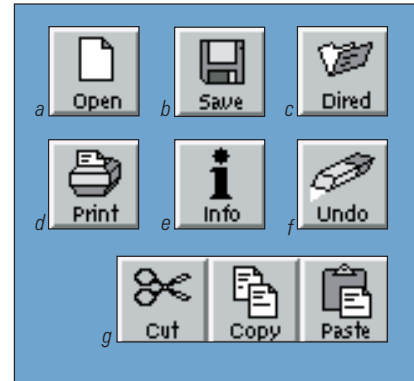 a Open b Save c Dired
d Print e Info f Undo
g Cut Copy Paste